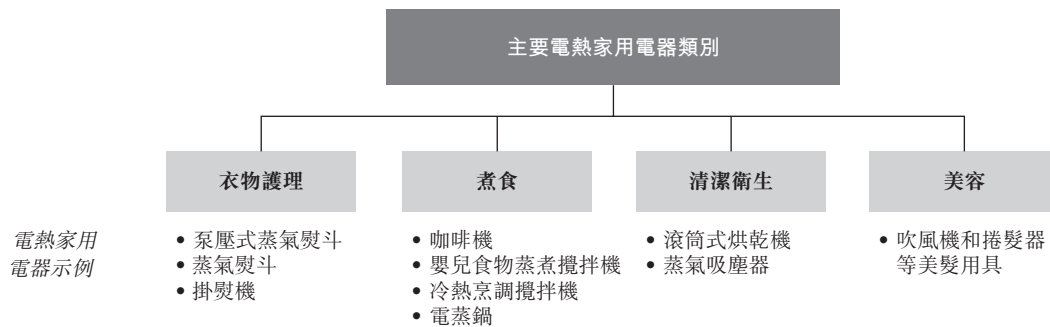 主要電熱家用電器類別
衣物護理
煮食
清潔衛生
美容
電熱家用
電器示例
• 泵壓式蒸氣熨斗
• 蒸氣熨斗
• 掛熨機
• 咖啡機
• 嬰兒食物蒸煮攪拌機
• 冷熱烹調攪拌機
• 電蒸鍋
• 滾筒式烘乾機
• 蒸氣吸塵器
• 吹風機和捲髮器
等美髮用具